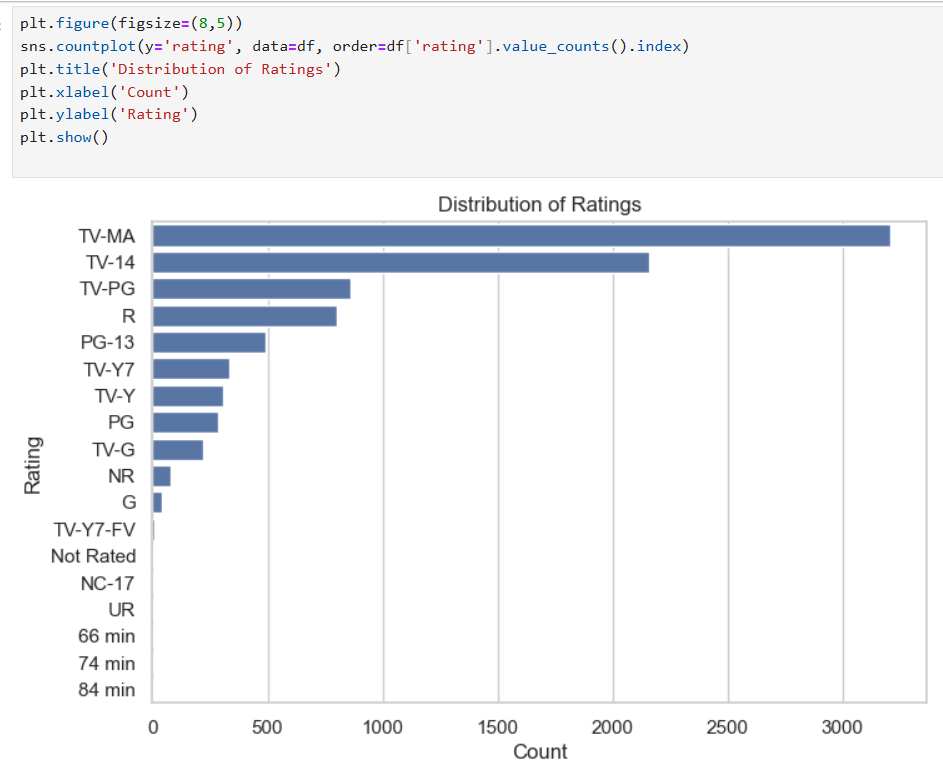 plt.figure(figsize=(8,5))
sns.countplot(y='rating', data=df, order=df['rating'].value_counts().index)
plt.title('Distribution of Ratings')
plt.xlabel('Count')
plt.ylabel('Rating')
plt.show()
Distribution of Ratings
TV-MA
TV-14
TV-PG
R
PG-13
TV-Y7
TV-Y
PG
TV-G
NR
G
TV-Y7-FV
Not Rated
NC-17
UR
66 min
74 min
84 min
Rating
0 500 1000 1500 2000 2500 3000
Count